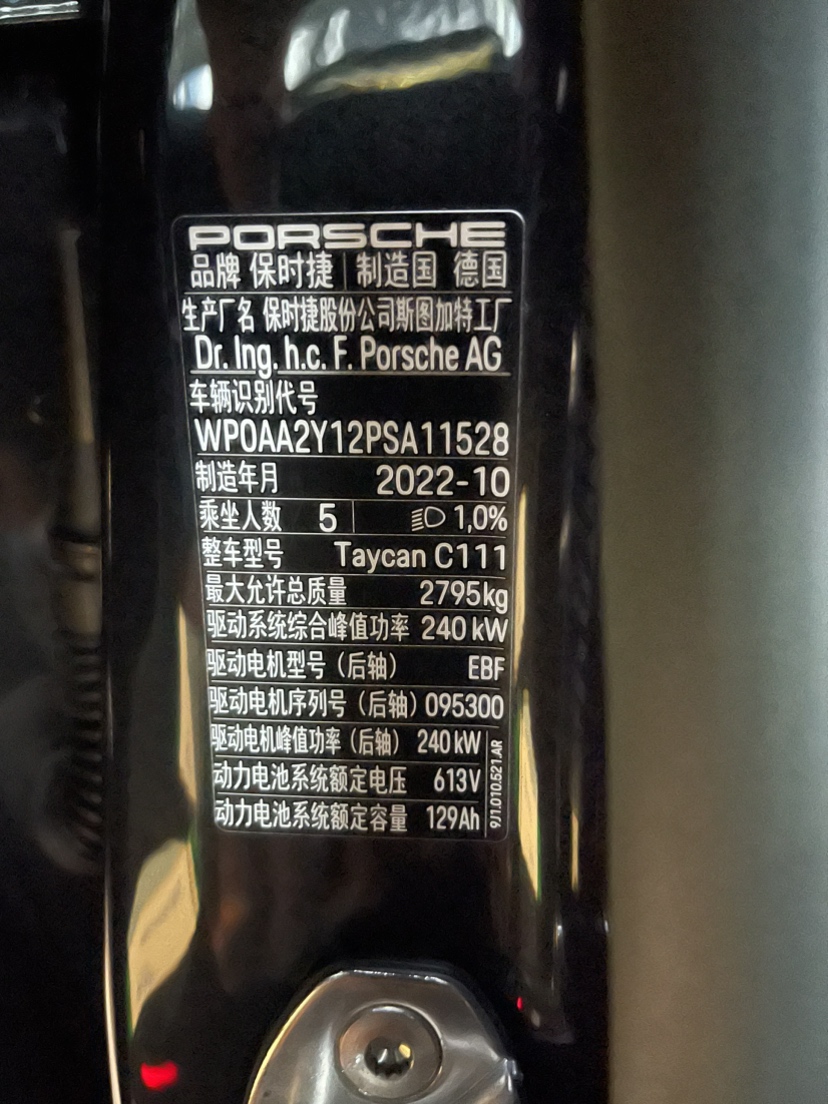 PORSCHE
品牌 保时捷 制造国 德国
生产厂名 保时捷股份公司斯图加特工厂
Dr. Ing. h.c. F. Porsche AG
车辆识别代号
WP0AA2Y12PSA11528
制造年月 2022-10
乘坐人数 5 1,0%
整车型号 Taycan C111
最大允许总质量 2795kg
驱动系统综合峰值功率 240 kW
驱动电机型号（后轴） EBF
驱动电机序列号（后轴）095300
驱动电机峰值功率（后轴） 240 kW
动力电池系统额定电压 613V
动力电池系统额定容量 129Ah
9J1.010.521.AR